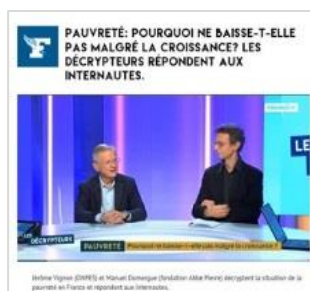 PAUVRETÉ: POURQUOI NE BAISSE-T-ELLE
PAS MALGRÉ LA CROISSANCE? LES
DÉCRYPTEURS RÉPONDENT AUX
INTERNAUTES.
LE
LES
DÉCRYPTEURS
PAUVRETÉ Pourquoi ne baisse-t-elle pas malgré la croissance ?
Jérôme Vignon (ONPES) et Manuel Domergue (fondation Abbé Pierre) décryptent la situation de la
pauvreté en France et répondent aux internautes.